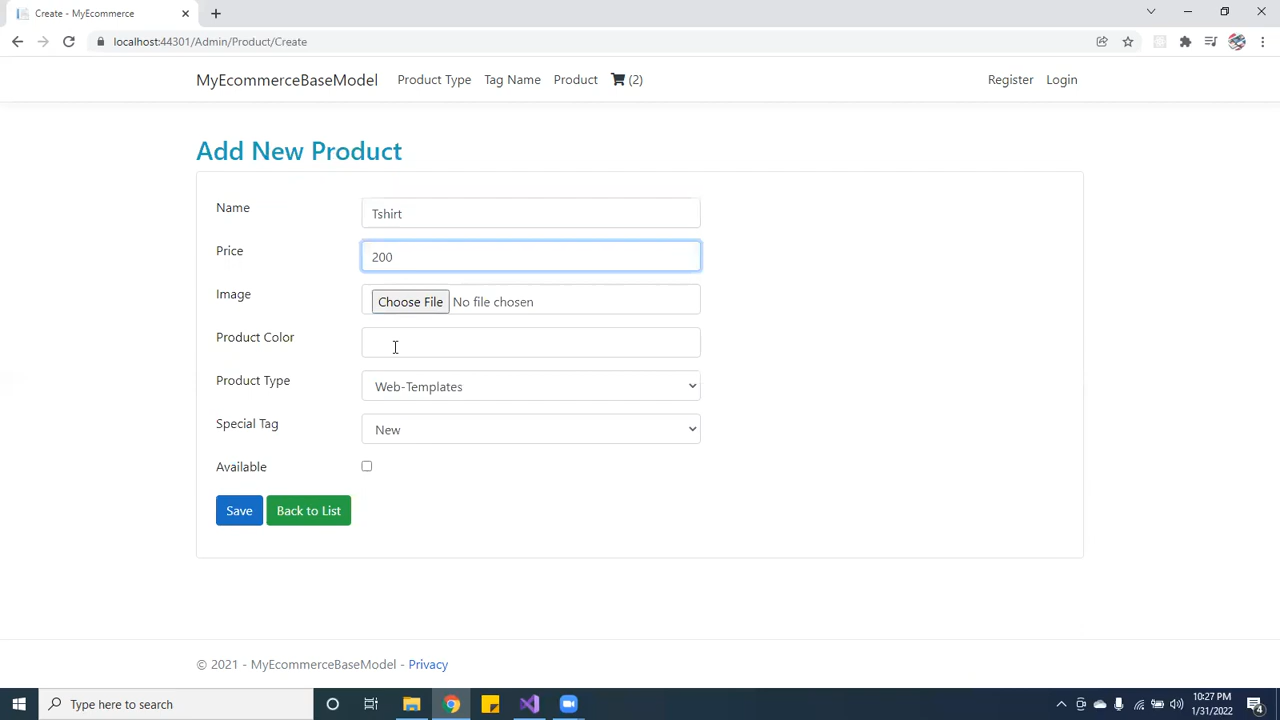 Create - MyEcommerce
localhost:44301/Admin/Product/Create
MyEcommerceBaseModel Product Type Tag Name Product (2) Register Login
Add New Product
Name Tshirt
Price 200
Image Choose File No file chosen
Product Color
Product Type Web-Templates
Special Tag New
Available
Save Back to List
© 2021 - MyEcommerceBaseModel - Privacy
Type here to search
10:27 PM
1/31/2022
4